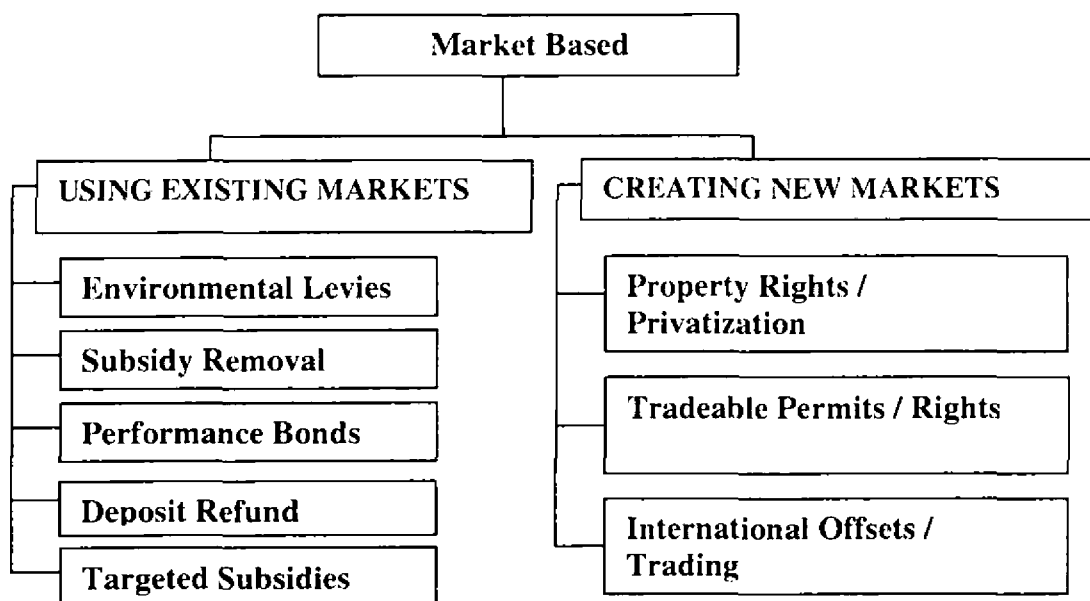 Market Based
USING EXISTING MARKETS
Environmental Levies
Subsidy Removal
Performance Bonds
Deposit Refund
Targeted Subsidies
CREATING NEW MARKETS
Property Rights /
Privatization
Tradeable Permits / Rights
International Offsets /
Trading